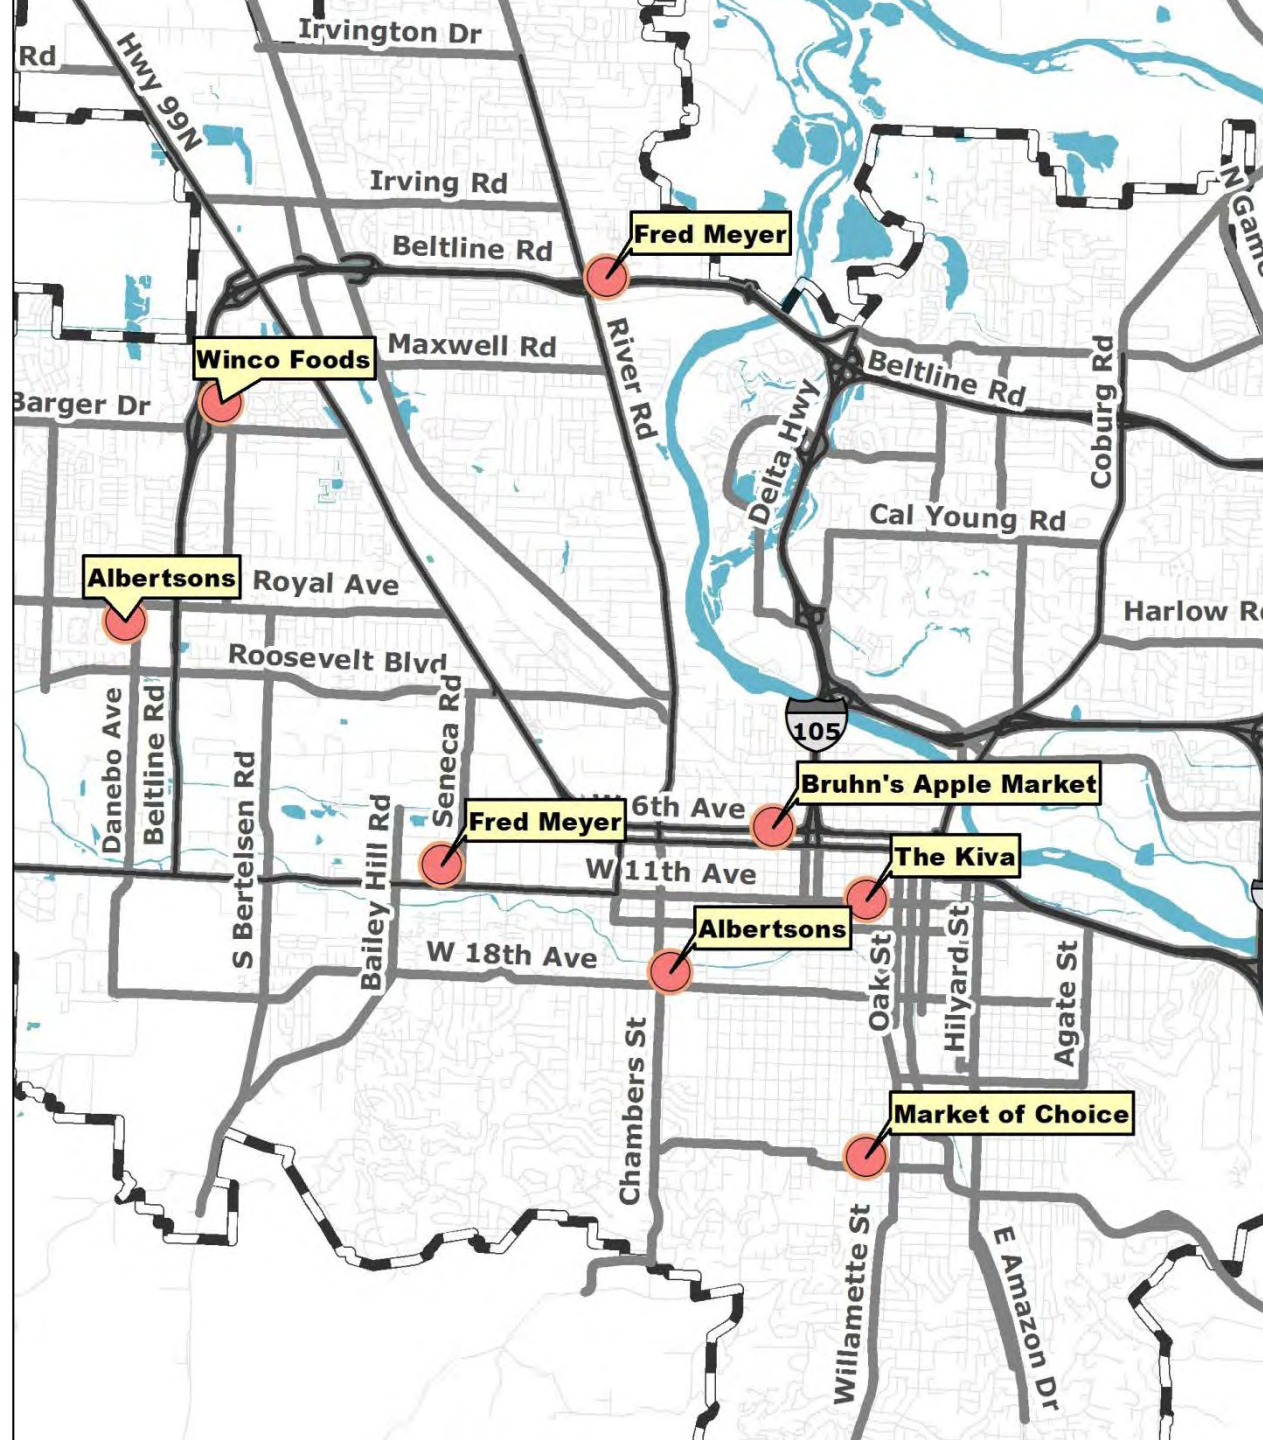 Irvington Dr
Rd
Hwy 99N
Irving Rd
N Game
Fred Meyer
Beltline Rd
Winco Foods
Maxwell Rd
River Rd
Beltline Rd
Coburg Rd
Barger Dr
Delta Hwy
Cal Young Rd
Albertsons
Royal Ave
Harlow R
Roosevelt Blvd
Seneca Rd
Danebo Ave
Beltline Rd
105
S Bertelsen Rd
Bailey Hill Rd
Bruhn's Apple Market
W 6th Ave
Fred Meyer
The Kiva
W 11th Ave
Albertsons
W 18th Ave
Oak St
Hilyard St
Agate St
Chambers St
Market of Choice
Willamette St
E Amazon Dr